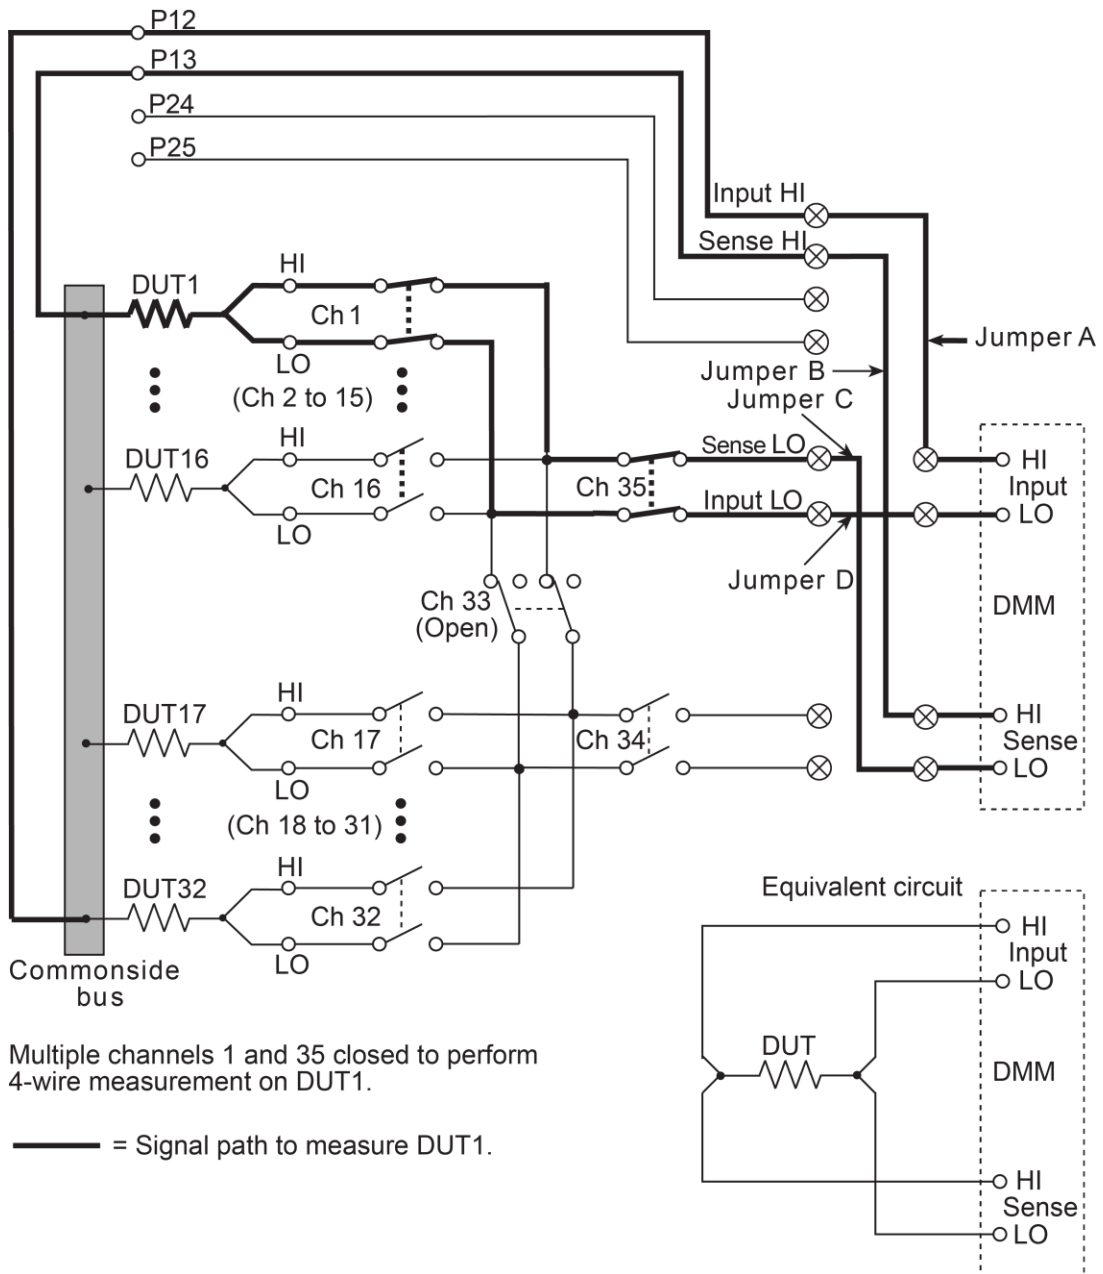 P12
P13
P24
P25
Input HI
Sense HI
HI
DUT1
Ch 1
LO
Jumper A
Jumper B
Jumper C
(Ch 2 to 15)
HI
DUT16
Ch 16
LO
Sense LO
Ch 35
Input LO
Jumper D
HI
Input
LO
DMM
Ch 33
(Open)
HI
DUT17
Ch 17
LO
Ch 34
HI
Sense
LO
(Ch 18 to 31)
HI
DUT32
Ch 32
LO
Commonside
bus
Equivalent circuit
HI
Input
LO
DUT
DMM
HI
Sense
LO
Multiple channels 1 and 35 closed to perform
4-wire measurement on DUT1.
= Signal path to measure DUT1.